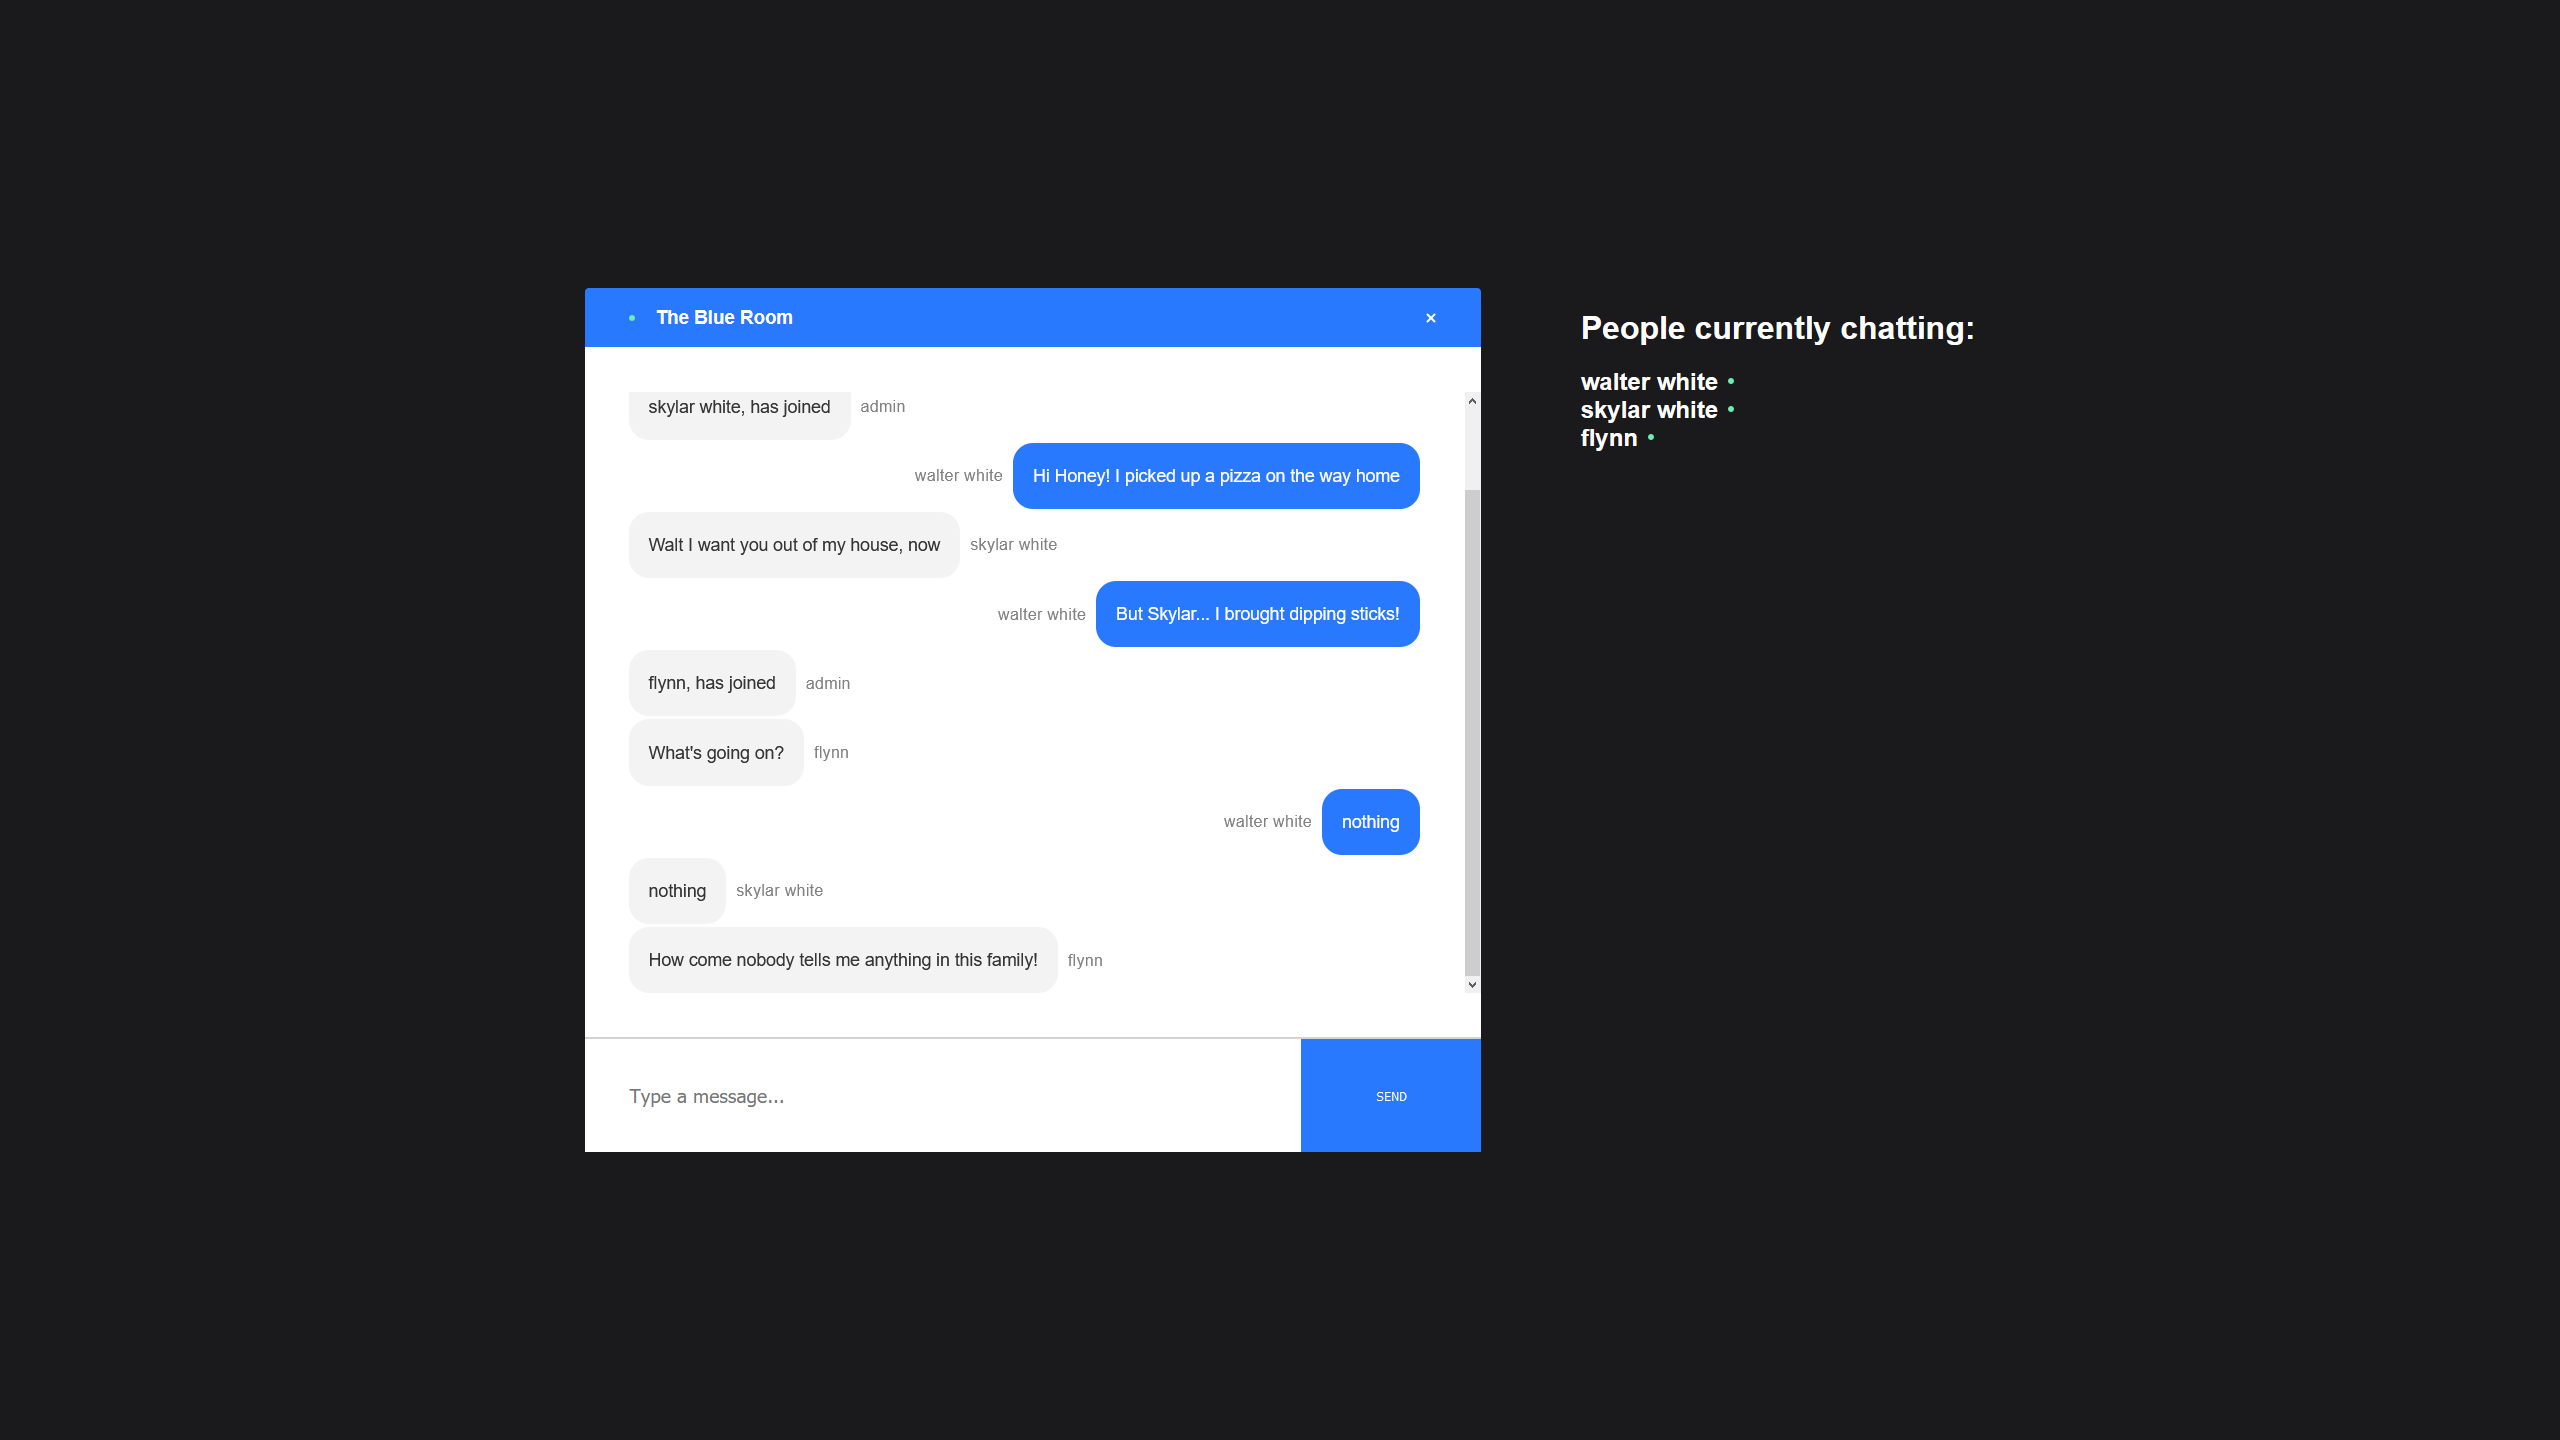 The Blue Room
×
skylar white, has joined admin
walter white Hi Honey! I picked up a pizza on the way home
Walt I want you out of my house, now skylar white
walter white But Skylar... I brought dipping sticks!
flynn, has joined admin
What's going on? flynn
walter white nothing
nothing skylar white
How come nobody tells me anything in this family! flynn
Type a message...
SEND
People currently chatting:
walter white
skylar white
flynn